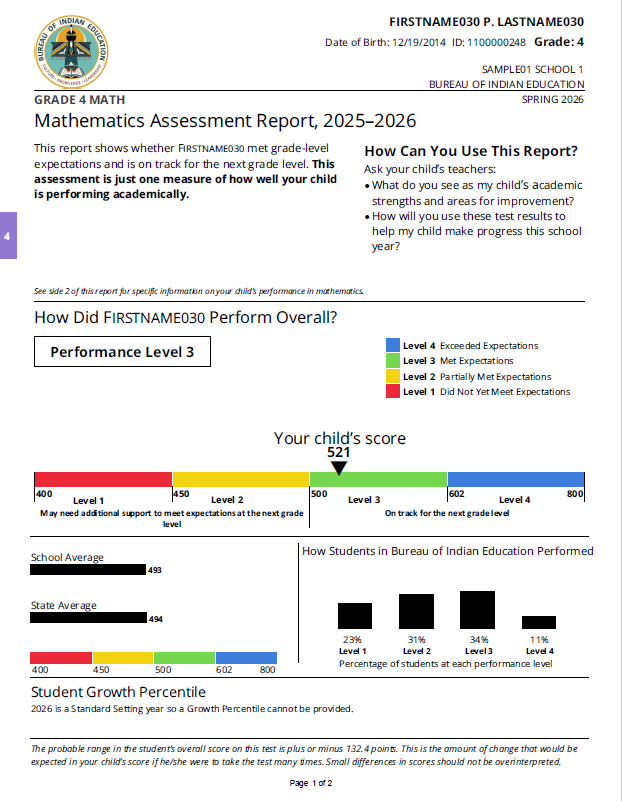 BUREAU OF INDIAN EDUCATION
CULTURE • KNOWLEDGE • LEADERSHIP
FIRSTNAME030 P. LASTNAME030
Date of Birth: 12/19/2014 ID: 1100000248 Grade: 4
SAMPLE01 SCHOOL 1
BUREAU OF INDIAN EDUCATION
GRADE 4 MATH
SPRING 2026
Mathematics Assessment Report, 2025–2026
This report shows whether FIRSTNAME030 met grade-level
expectations and is on track for the next grade level. This
assessment is just one measure of how well your child
is performing academically.
How Can You Use This Report?
Ask your child's teachers:
• What do you see as my child's academic
strengths and areas for improvement?
• How will you use these test results to
help my child make progress this school
year?
4
See side 2 of this report for specific information on your child's performance in mathematics.
How Did FIRSTNAME030 Perform Overall?
Performance Level 3
Level 4 Exceeded Expectations
Level 3 Met Expectations
Level 2 Partially Met Expectations
Level 1 Did Not Yet Meet Expectations
Your child's score
521
400 Level 1 450 Level 2 500 Level 3 602 Level 4 800
May need additional support to meet expectations at the next grade
level
On track for the next grade level
School Average
493
State Average
494
400 450 500 602 800
How Students in Bureau of Indian Education Performed
23% 31% 34% 11%
Level 1 Level 2 Level 3 Level 4
Percentage of students at each performance level
Student Growth Percentile
2026 is a Standard Setting year so a Growth Percentile cannot be provided.
The probable range in the student's overall score on this test is plus or minus 132.4 points. This is the amount of change that would be
expected in your child's score if he/she were to take the test many times. Small differences in scores should not be overinterpreted.
Page 1 of 2